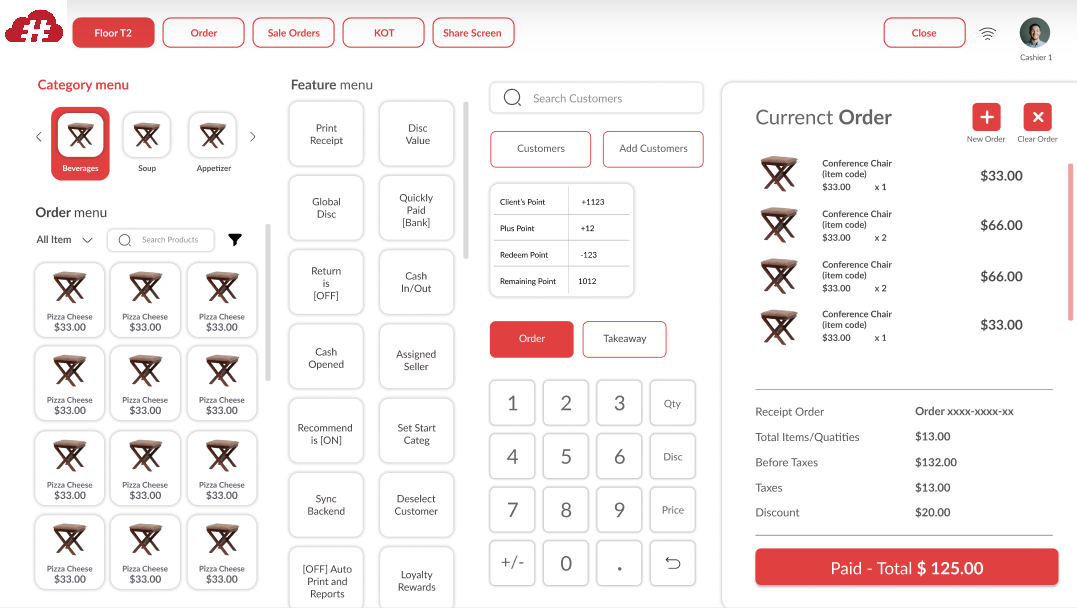 #
Floor T2
Order
Sale Orders
KOT
Share Screen
Close
Cashier 1
Category menu
Beverages
Soup
Appetizer
Order menu
All Item
Search Products
Pizza Cheese
$33.00
Pizza Cheese
$33.00
Pizza Cheese
$33.00
Pizza Cheese
$33.00
Pizza Cheese
$33.00
Pizza Cheese
$33.00
Pizza Cheese
$33.00
Pizza Cheese
$33.00
Pizza Cheese
$33.00
Pizza Cheese
$33.00
Pizza Cheese
$33.00
Pizza Cheese
$33.00
Feature menu
Print
Receipt
Disc
Value
Global
Disc
Quickly
Paid
[Bank]
Return
is
[OFF]
Cash
In/Out
Cash
Opened
Assigned
Seller
Recommend
is [ON]
Set Start
Categ
Sync
Backend
Deselect
Customer
[OFF] Auto
Print and
Reports
Loyalty
Rewards
Search Customers
Customers
Add Customers
Client's Point +1123
Plus Point +12
Redeem Point -123
Remaining Point 1012
Order
Takeaway
1 2 3 Qty
4 5 6 Disc
7 8 9 Price
+/- 0 .
Currenct Order
New Order
Clear Order
Conference Chair
(item code)
$33.00 x 1
$33.00
Conference Chair
(item code)
$33.00 x 2
$66.00
Conference Chair
(item code)
$33.00 x 2
$66.00
Conference Chair
(item code)
$33.00 x 1
$33.00
Receipt Order Order xxxx-xxxx-xx
Total Items/Quatities $13.00
Before Taxes $132.00
Taxes $13.00
Discount $20.00
Paid - Total $ 125.00